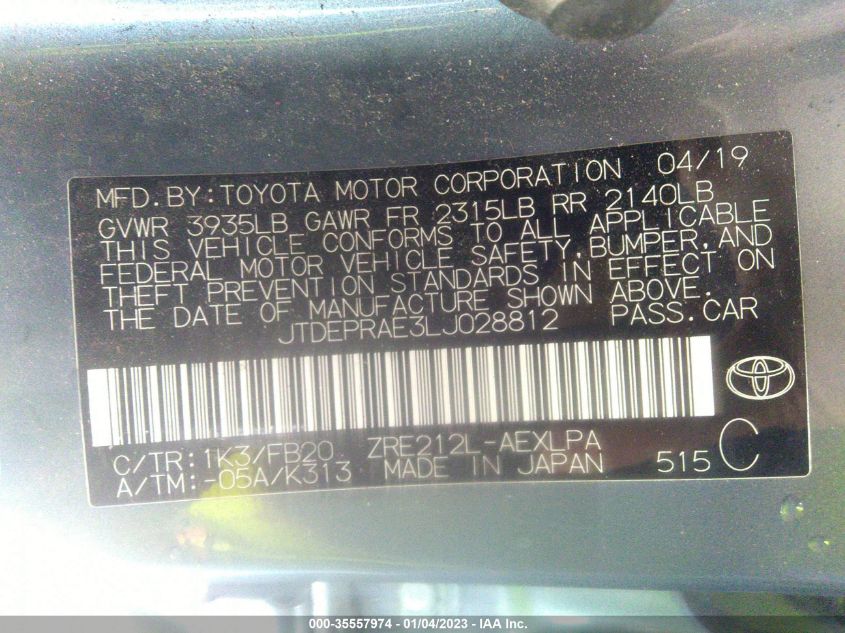 MFD.BY:TOYOTA MOTOR CORPORATION 04/19
GVWR 3935LB GAWR FR 2315LB RR 2140LB
THIS VEHICLE CONFORMS TO ALL APPLICABLE
FEDERAL MOTOR VEHICLE SAFETY,BUMPER,AND
THEFT PREVENTION STANDARDS IN EFFECT ON
THE DATE OF MANUFACTURE SHOWN ABOVE.
JTDEPRAE3LJ028812 PASS.CAR
C/TR:1K3/FB20 ZRE212L-AEXLPA
A/TM:-05A/K313 MADE IN JAPAN 515 C
000-35557974 - 01/04/2023 - IAA Inc.